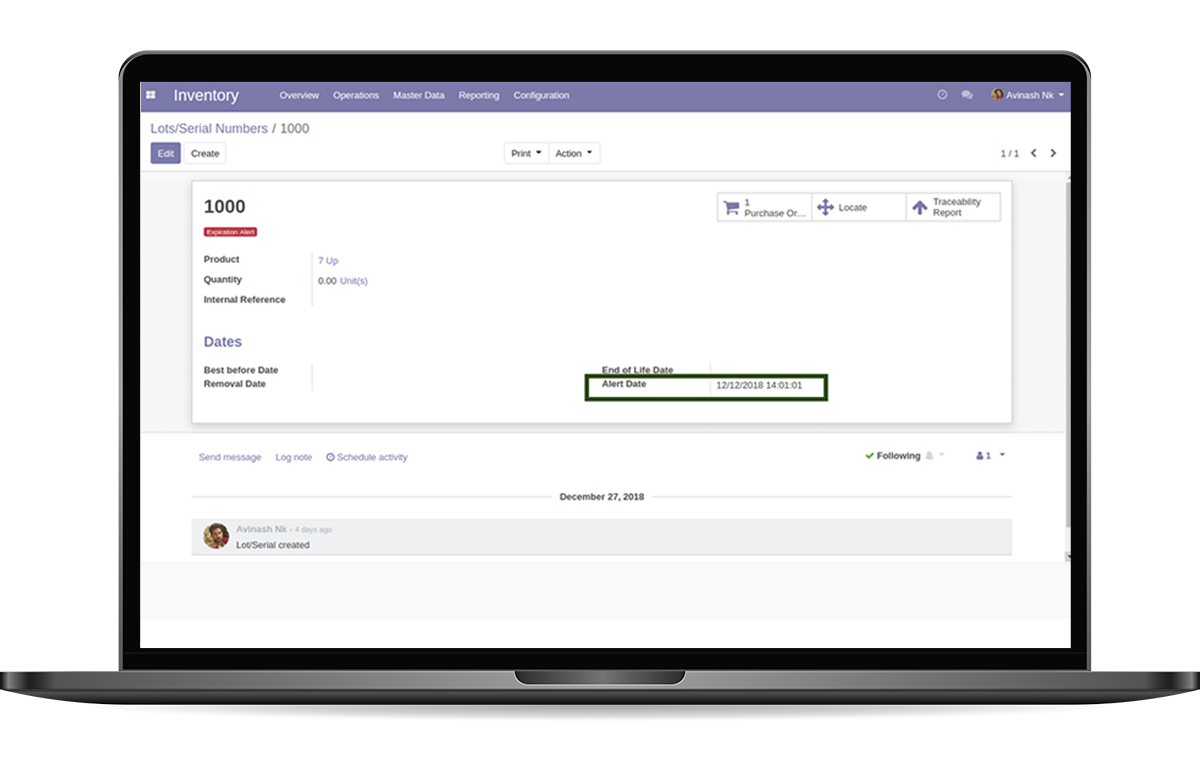 Inventory Overview Operations Master Data Reporting Configuration Avinash Nk
Lots/Serial Numbers / 1000
Edit Create Print Action 1 / 1
1000
1
Purchase Or...
Locate
Traceability
Report
Expiration Alert
Product 7 Up
Quantity 0.00 Unit(s)
Internal Reference
Dates
Best before Date End of Life Date
Removal Date Alert Date 12/12/2018 14:01:01
Send message Log note Schedule activity Following 1
December 27, 2018
Avinash Nk - 4 days ago
Lot/Serial created